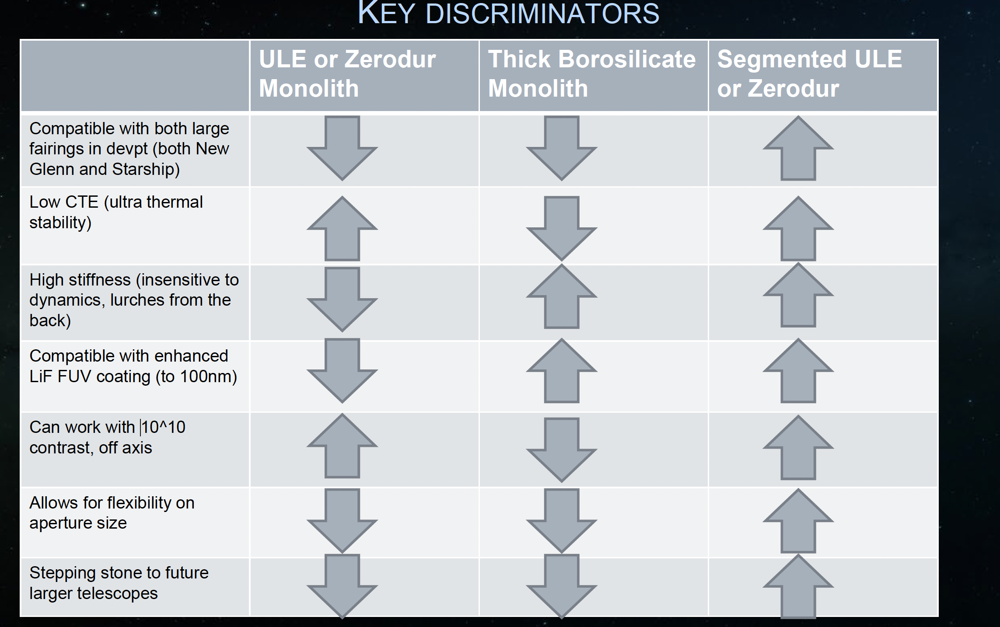 KEY DISCRIMINATORS
ULE or Zerodur
Monolith
Thick Borosilicate
Monolith
Segmented ULE
or Zerodur
Compatible with both large
fairings in devpt (both New
Glenn and Starship)
Low CTE (ultra thermal
stability)
High stiffness (insensitive to
dynamics, lurches from the
back)
Compatible with enhanced
LiF FUV coating (to 100nm)
Can work with 10^10
contrast, off axis
Allows for flexibility on
aperture size
Stepping stone to future
larger telescopes